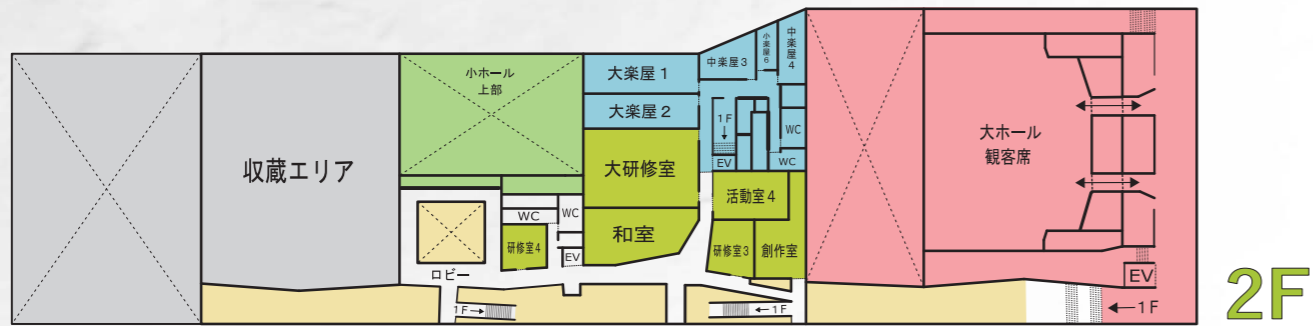 収蔵エリア
小ホール
上部
ロビー
WC
WC
研修室4
EV
1F→
大楽屋1
大楽屋2
大研修室
和室
中楽屋3
小楽屋6
中楽屋4
1F
↓
EV
WC
WC
活動室4
研修室3
創作室
←1F
大ホール
観客席
EV
←1F
2F